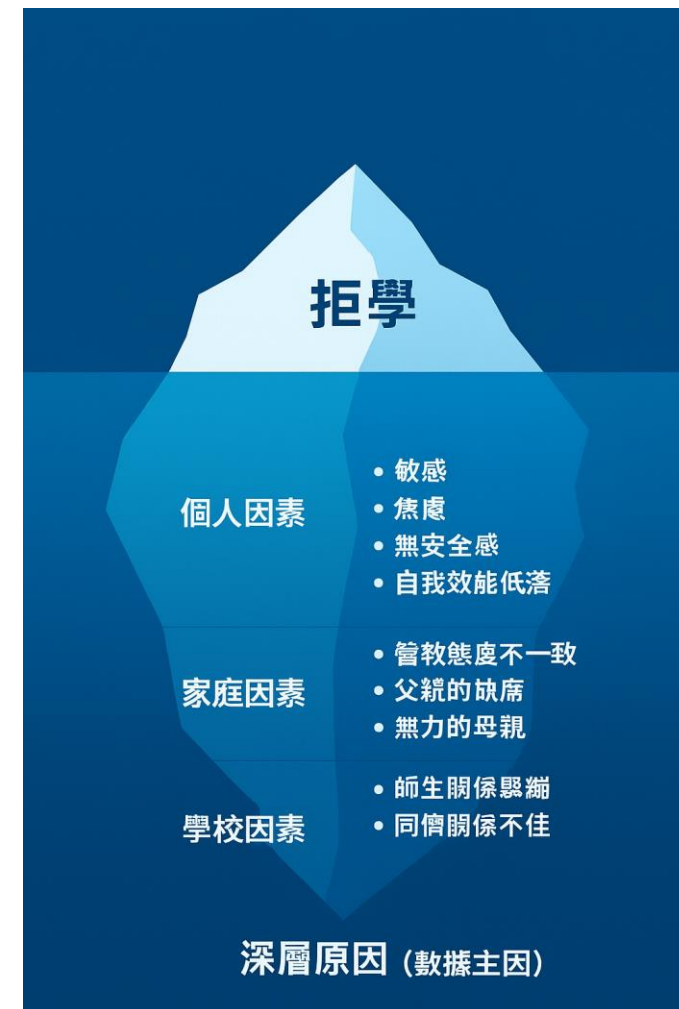 拒學
個人因素
• 敏感
• 焦慮
• 無安全感
• 自我效能低落
家庭因素
• 管教態度不一致
• 父親的缺席
• 無力的母親
學校因素
• 師生關係緊繃
• 同儕關係不佳
深層原因（數據主因）